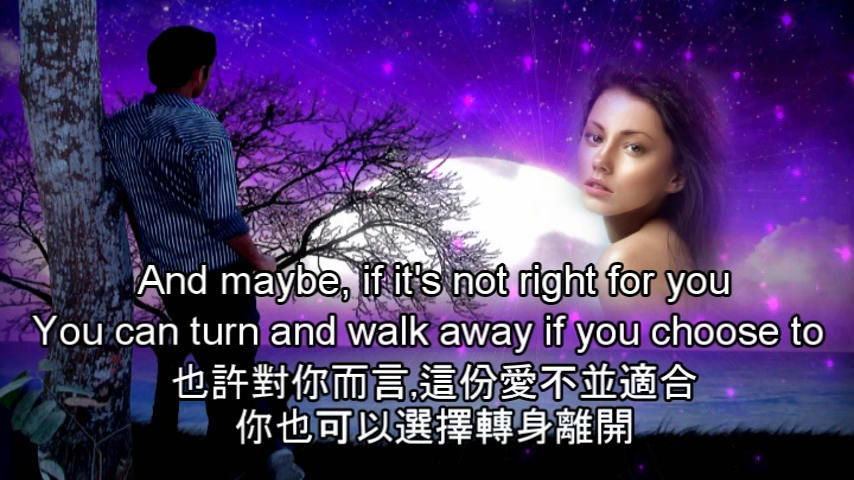 And maybe, if it's not right for you
You can turn and walk away if you choose to
也許對你而言,這份愛不並適合
你也可以選擇轉身離開